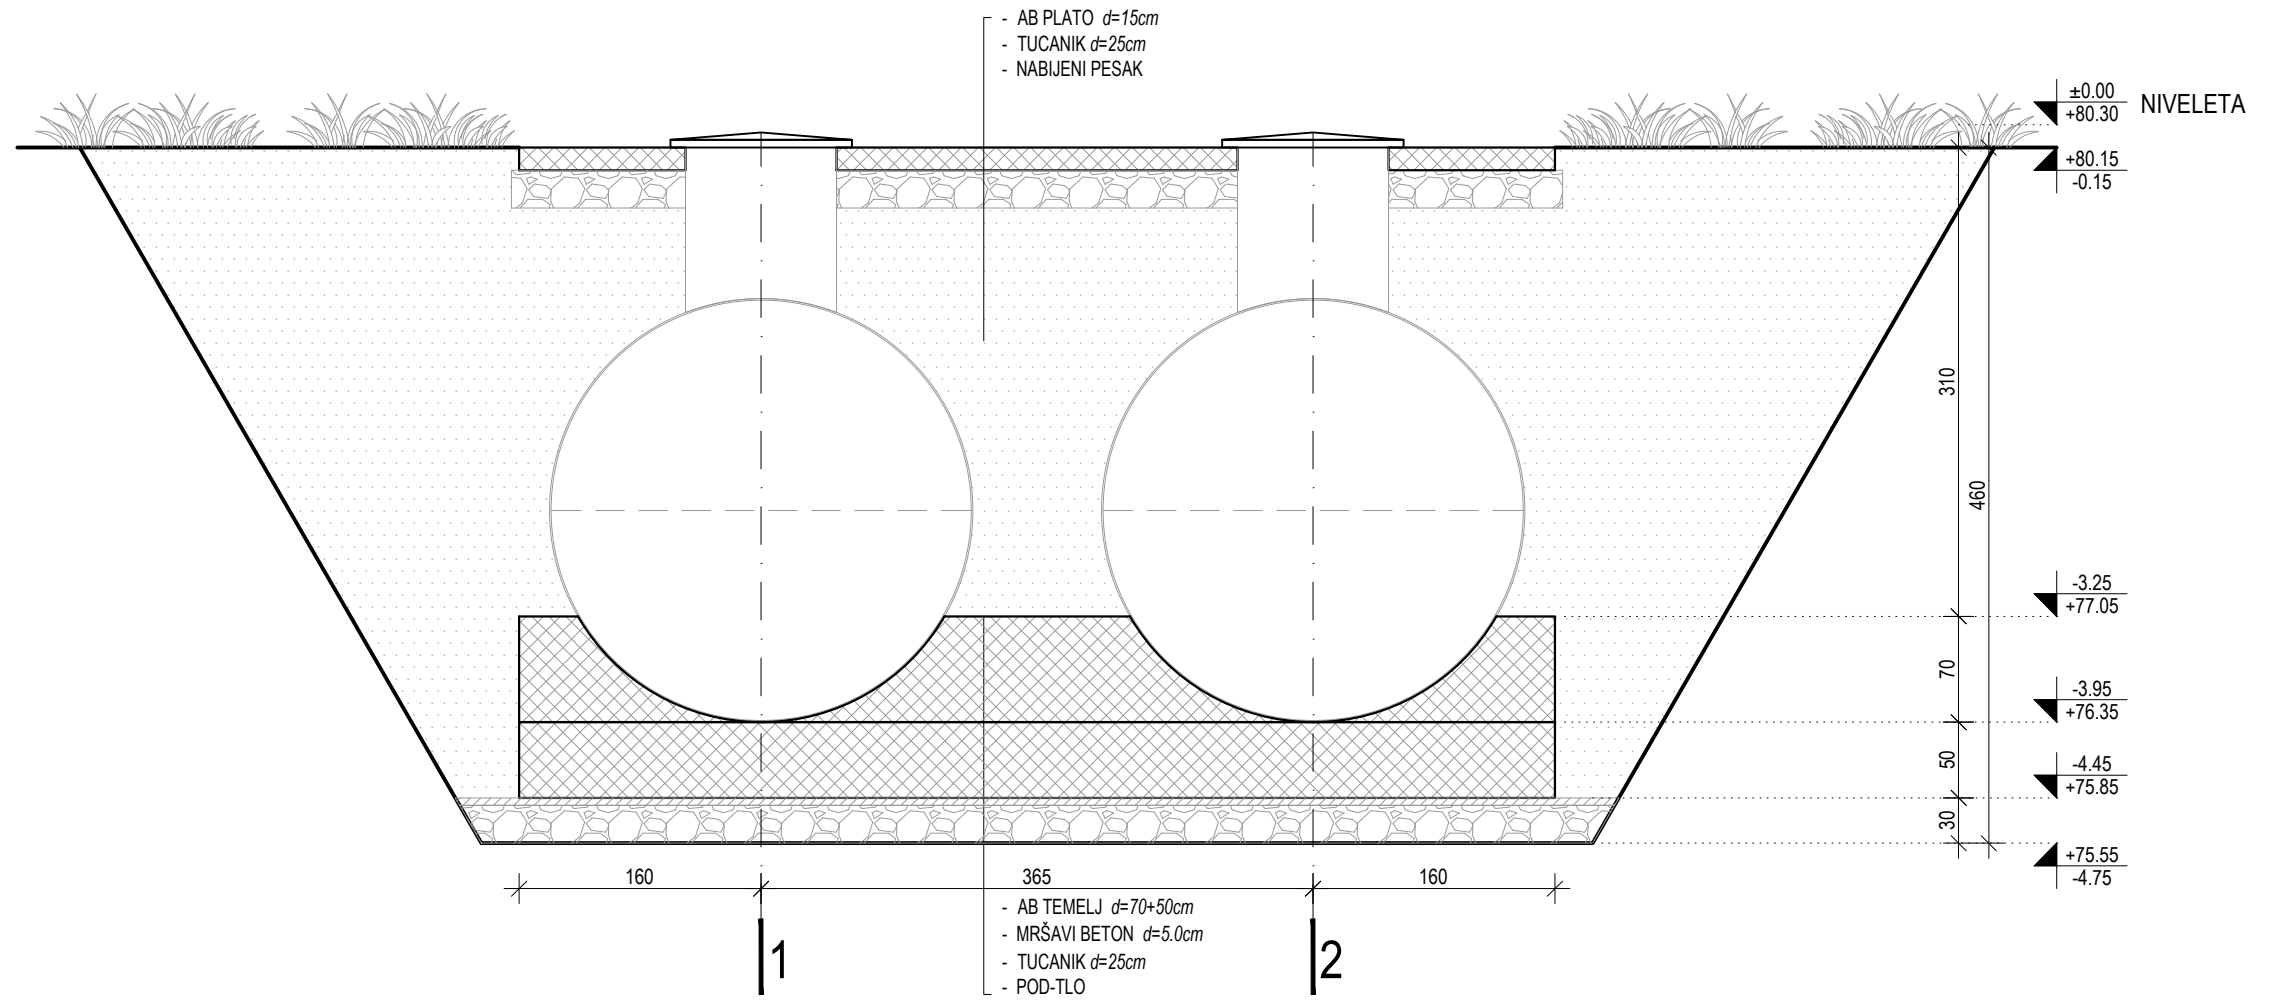 - AB PLATO d=15cm
- TUCANIK d=25cm
- NABIJENI PESAK
±0.00
+80.30
NIVELETA
+80.15
-0.15
310
460
-3.25
+77.05
70
-3.95
+76.35
50
-4.45
+75.85
30
+75.55
-4.75
160
365
160
- AB TEMELJ d=70+50cm
- MRŠAVI BETON d=5.0cm
- TUCANIK d=25cm
- POD-TLO
1
2